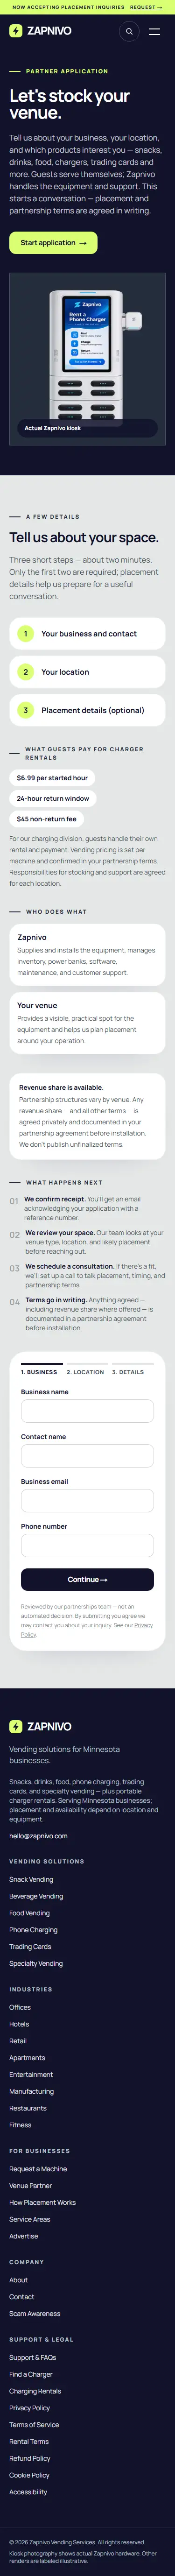 NOW ACCEPTING PLACEMENT INQUIRIES REQUEST →
ZAPNIVO
PARTNER APPLICATION
Let's stock your
venue.
Tell us about your business, your location,
and which products interest you — snacks,
drinks, food, chargers, trading cards and
more, Guests serve themselves; Zapnivo
handles the equipment and support. This
starts a conversation — placement and
partnership terms are agreed in writing.
Start application →
Zapnivo
Rent a
Phone Charger
Actual Zapnivo kiosk
A FEW DETAILS
Tell us about your space.
Three short steps — about two minutes.
Only the first two are required; placement
details help us prepare for a useful
conversation.
1 Your business and contact
2 Your location
3 Placement details (optional)
WHAT GUESTS PAY FOR CHARGER
RENTALS
$6.99 per started hour
24-hour return window
$45 non-return fee
For our charging division, guests handle their own
rental and payment. Vending pricing is set per
machine and confirmed in your partnership terms.
Responsibilities for stocking and support are agreed
for each location.
WHO DOES WHAT
Zapnivo
Supplies and installs the equipment, manages
inventory, power banks, software,
maintenance, and customer support.
Your venue
Provides a visible, practical spot for the
equipment and helps us plan placement
around your operation.
Revenue share is available.
Partnership structures vary by venue. Any
revenue share — and all other terms — is
agreed privately and documented in your
partnership agreement before installation.
We don't publish unfinalized terms.
WHAT HAPPENS NEXT
01 We confirm receipt. You'll get an email
acknowledging your application with a
reference number.
02 We review your space. Our team looks at your
venue type, location, and likely placement
before reaching out.
03 We schedule a consultation. If there's a fit,
we'll set up a call to talk placement, timing, and
partnership terms.
04 Terms go in writing. Anything agreed —
including revenue share where offered — is
documented in a partnership agreement
before installation.
1. BUSINESS 2. LOCATION 3. DETAILS
Business name
Contact name
Business email
Phone number
Continue →
Reviewed by our partnerships team — not an
automated decision. By submitting you agree we
may contact you about your inquiry. See our Privacy
Policy.
ZAPNIVO
Vending solutions for Minnesota
businesses.
Snacks, drinks, food, phone charging, trading
cards, and specialty vending — plus portable
charger rentals. Serving Minnesota businesses;
placement and availability depend on location and
equipment.
hello@zapnivo.com
VENDING SOLUTIONS
Snack Vending
Beverage Vending
Food Vending
Phone Charging
Trading Cards
Specialty Vending
INDUSTRIES
Offices
Hotels
Retail
Apartments
Entertainment
Manufacturing
Restaurants
Fitness
FOR BUSINESSES
Request a Machine
Venue Partner
How Placement Works
Service Areas
Advertise
COMPANY
About
Contact
Scam Awareness
SUPPORT & LEGAL
Support & FAQs
Find a Charger
Charging Rentals
Privacy Policy
Terms of Service
Rental Terms
Refund Policy
Cookie Policy
Accessibility
© 2026 Zapnivo Vending Services. All rights reserved.
Kiosk photography shows actual Zapnivo hardware. Other
renders are labeled illustrative.